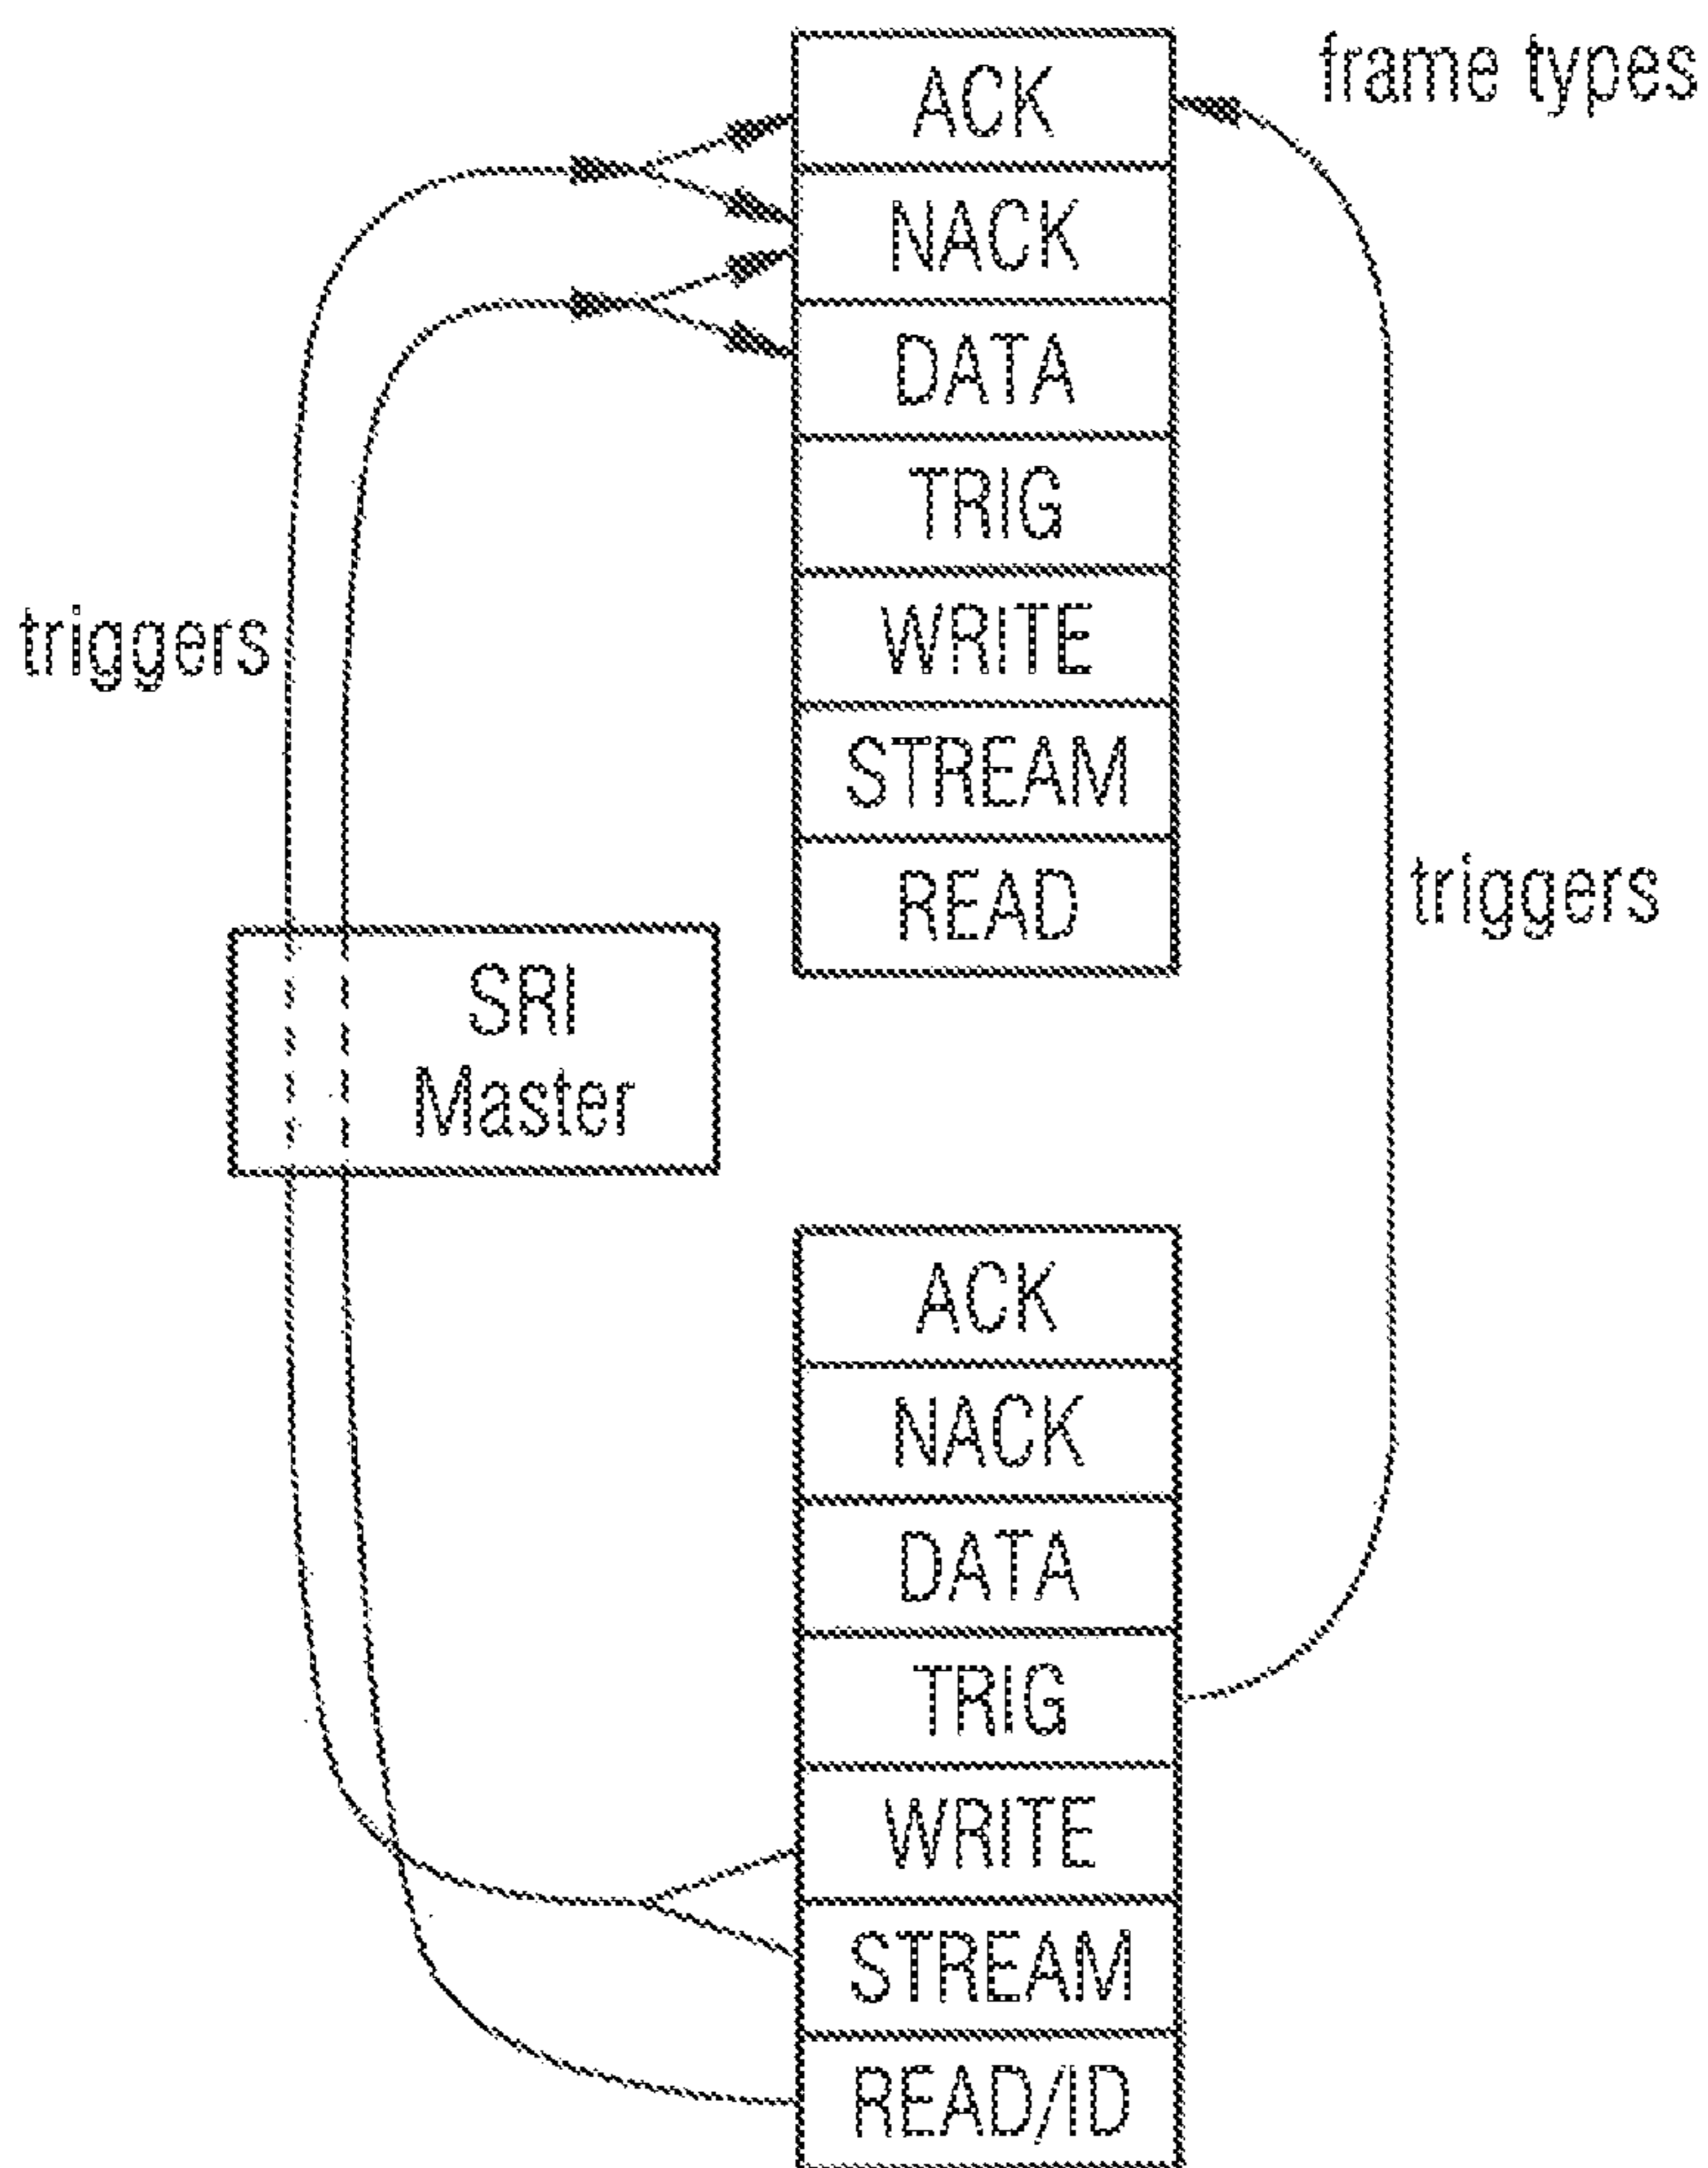 frame types
ACK
NACK
DATA
TRIG
WRITE
STREAM
READ
triggers
triggers
SRI
Master
ACK
NACK
DATA
TRIG
WRITE
STREAM
READ/ID